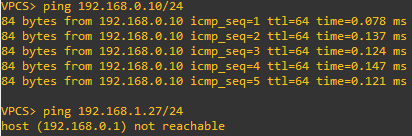 VPCS> ping 192.168.0.10/24
84 bytes from 192.168.0.10 icmp_seq=1 ttl=64 time=0.078 ms
84 bytes from 192.168.0.10 icmp_seq=2 ttl=64 time=0.137 ms
84 bytes from 192.168.0.10 icmp_seq=3 ttl=64 time=0.124 ms
84 bytes from 192.168.0.10 icmp_seq=4 ttl=64 time=0.147 ms
84 bytes from 192.168.0.10 icmp_seq=5 ttl=64 time=0.121 ms
VPCS> ping 192.168.1.27/24
host (192.168.0.1) not reachable